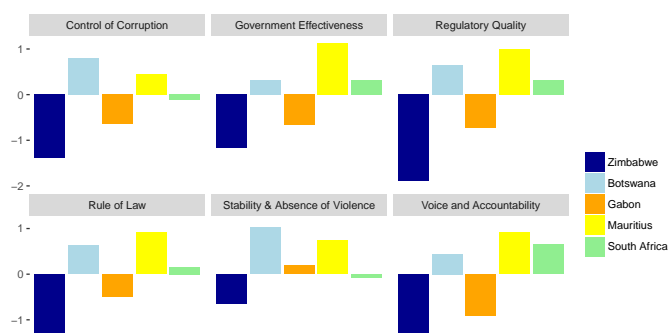 Control of Corruption
Government Effectiveness
Regulatory Quality
1
0
−1
−2
Rule of Law
Stability & Absence of Violence
Voice and Accountability
1
0
−1
Zimbabwe
Botswana
Gabon
Mauritius
South Africa